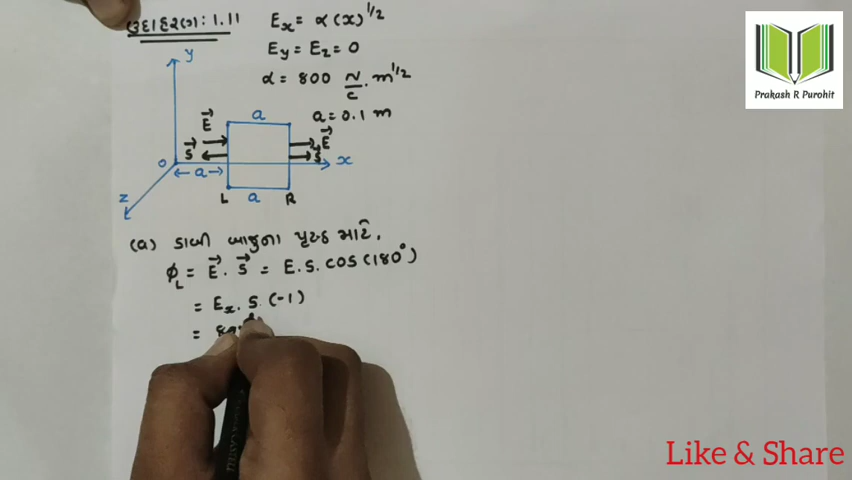 ઉદાહરણ: 1.11
Eₓ = α(x)^1/2
Ey = Ez = 0
α = 800 N/C · m^1/2
a = 0.1 m
y
a
E
E
S
S
O
a
x
z
L
a
R
(a) ડાબી બાજુના પૃષ્ઠ માટે,
ϕL = E · S = E.S. COS (180°)
= Eₓ. S. (-1)
=
Prakash R Purohit
Like & Share